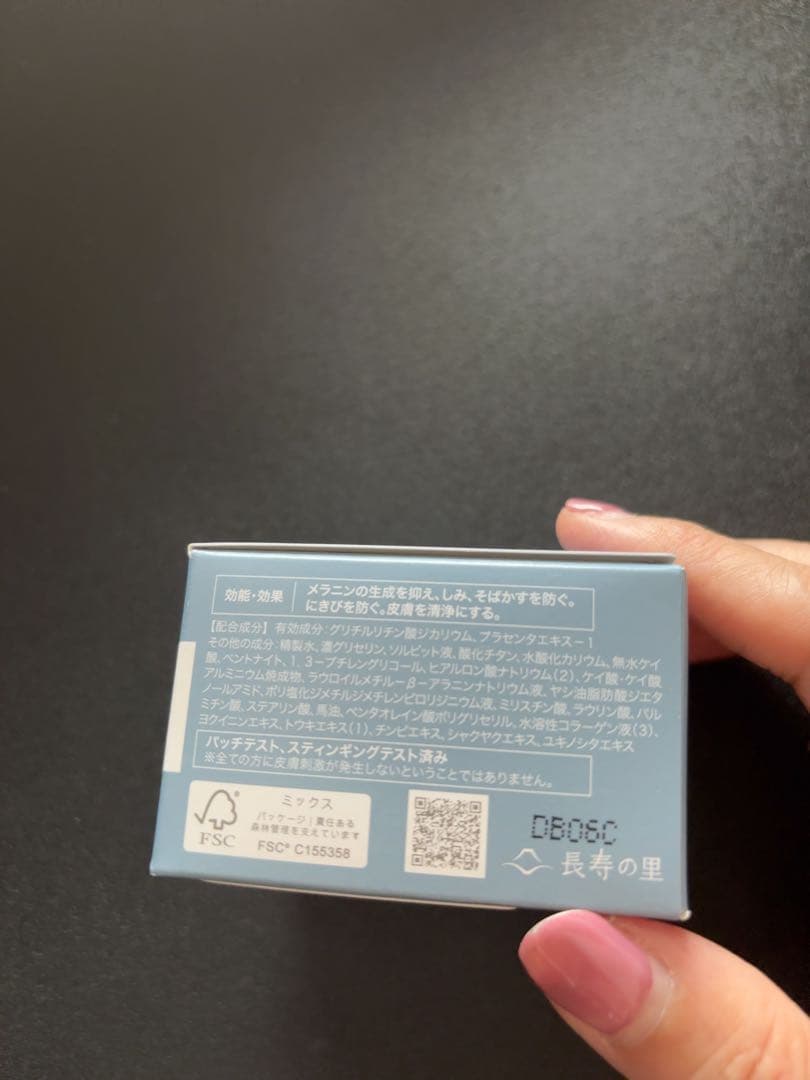 効能・効果
メラニンの生成を抑え、しみ、そばかすを防ぐ。
にきびを防ぐ。皮膚を清浄にする。
【配合成分】有効成分：グリチルリチン酸ジカリウム、プラセンタエキス－1
その他の成分：精製水、濃グリセリン、ソルビット液、酸化チタン、水酸化カリウム、無水ケイ
酸、ベントナイト、1，3－ブチレングリコール、ヒアルロン酸ナトリウム（2）、ケイ酸・ケイ酸
アルミニウム焼成物、ラウロイルメチル－β－アラニンナトリウム液、ヤシ油脂肪酸ジエタ
ノールアミド、ポリ塩化ジメチルジメチレンピロリジニウム液、ミリスチン酸、ラウリン酸、パル
ミチン酸、ステアリン酸、馬油、ペンタオレイン酸ポリグリセリル、水溶性コラーゲン液（3）、
ヨクイニンエキス、トウキエキス（1）、チンピエキス、シャクヤクエキス、ユキノシタエキス
パッチテスト、スティンギングテスト済み
※全ての方に皮膚刺激が発生しないということではありません。
FSC
ミックス
パッケージ｜責任ある
森林管理を支えています
FSC® C155358
DB06C
長寿の里